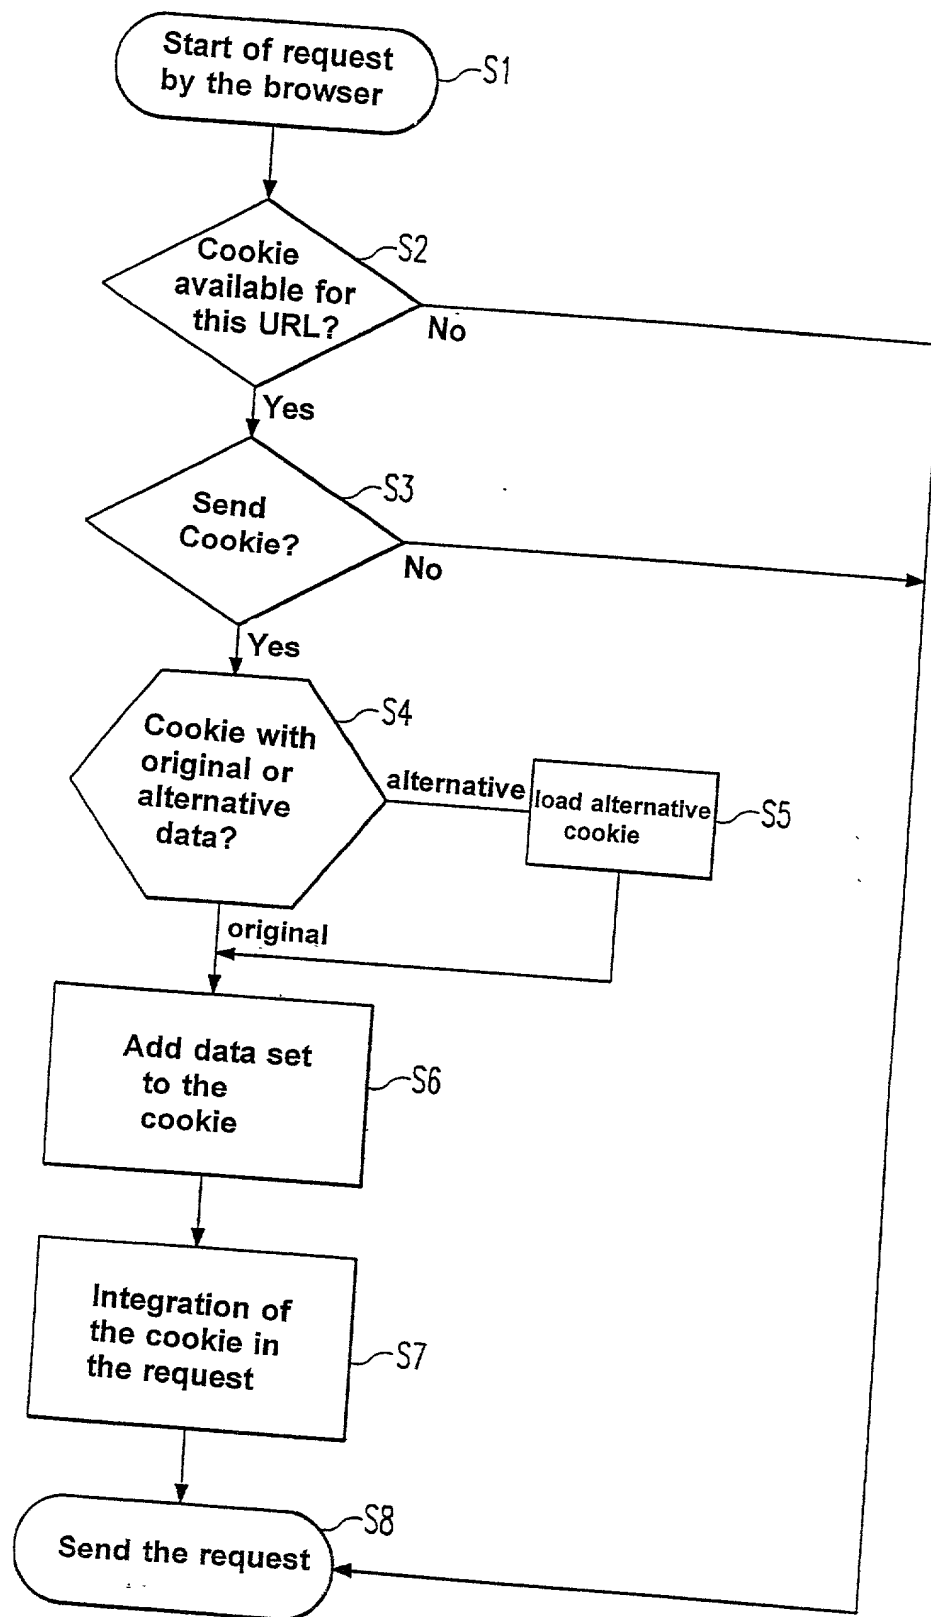 Start of request
by the browser
S1
Cookie
available for
this URL?
S2
No
Yes
Send
Cookie?
S3
No
Yes
Cookie with
original or
alternative
data?
S4
alternative
load alternative
cookie
S5
original
Add data set
to the
cookie
S6
Integration of
the cookie in
the request
S7
Send the request
S8